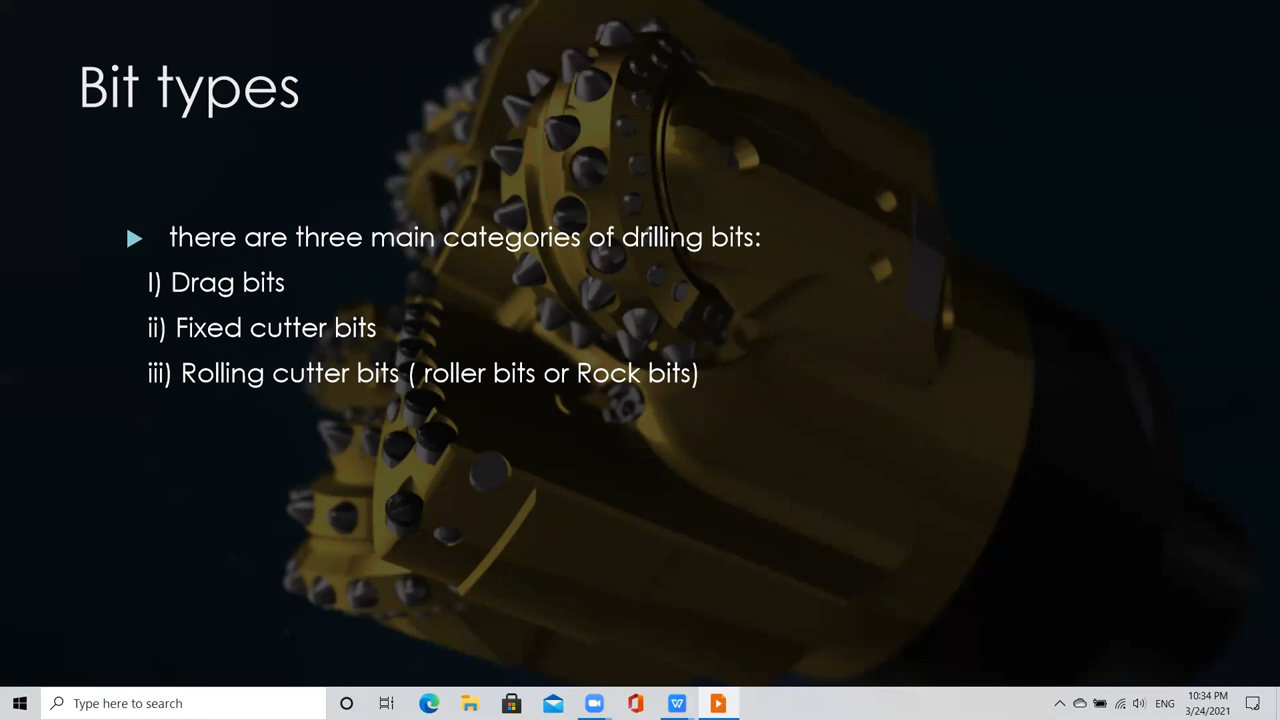 Bit types
there are three main categories of drilling bits:
I) Drag bits
ii) Fixed cutter bits
iii) Rolling cutter bits ( roller bits or Rock bits)
Type here to search
ENG
10:34 PM
3/24/2021